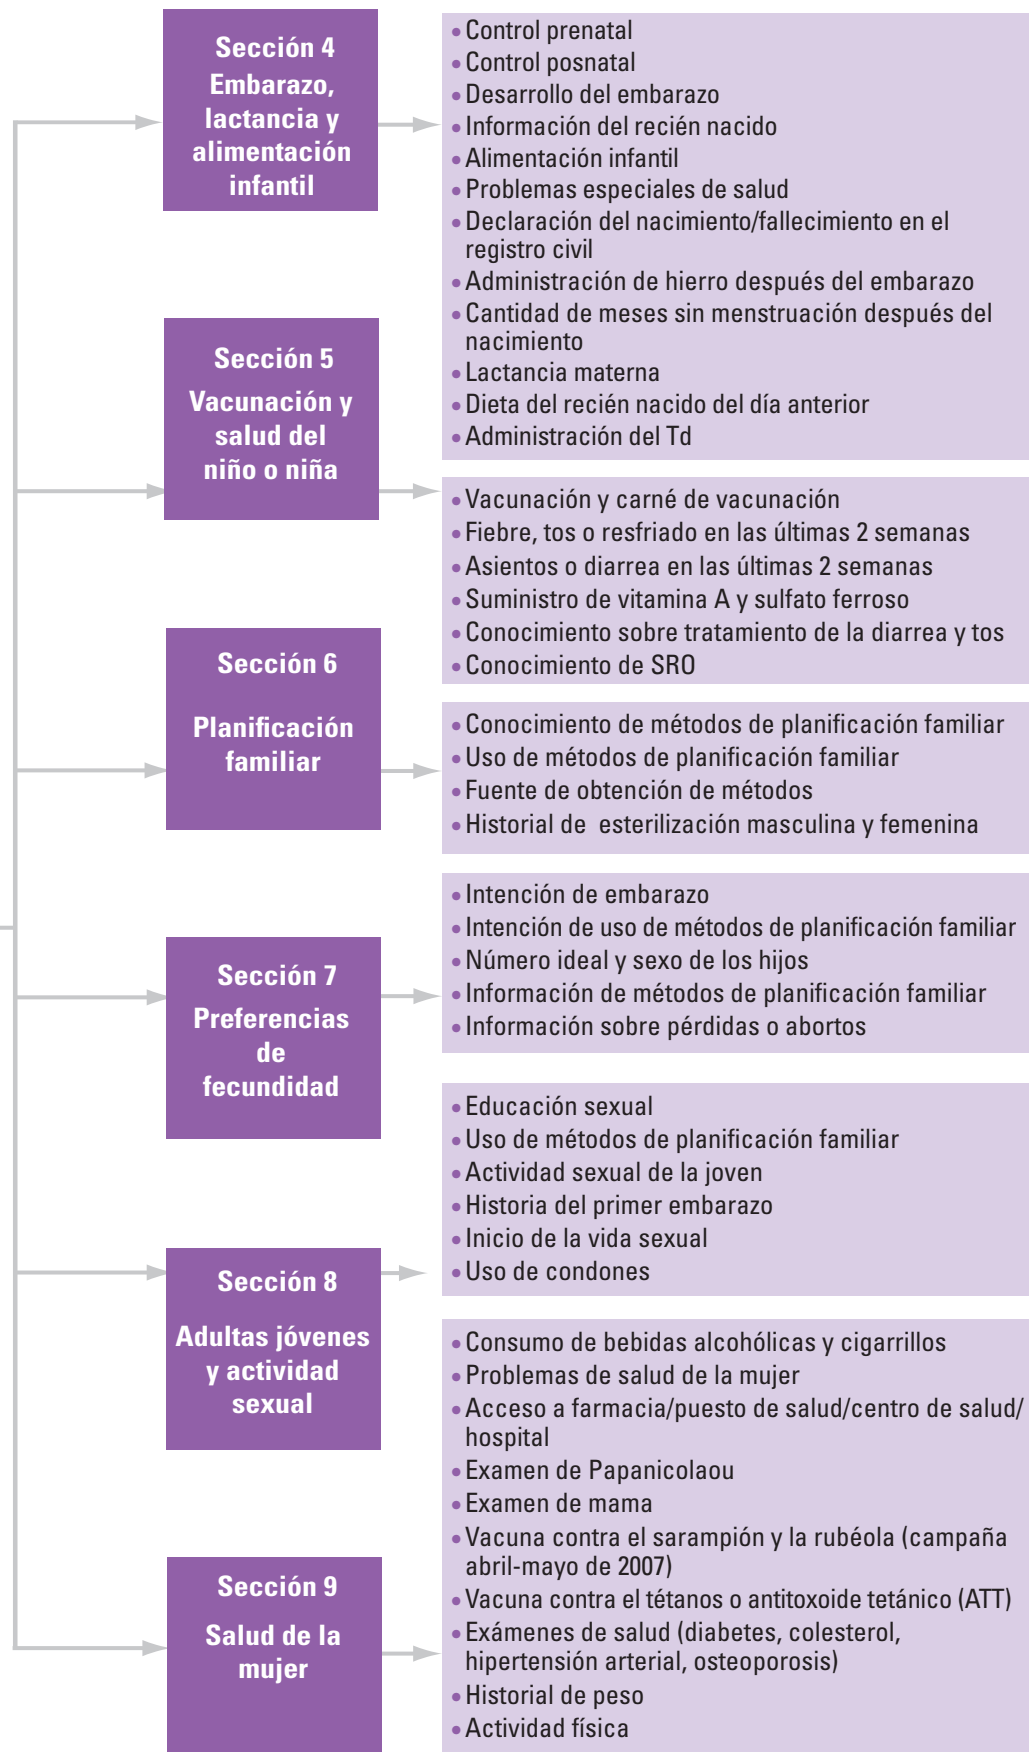 Sección 4
Embarazo,
lactancia y
alimentación
infantil
• Control prenatal
• Control posnatal
• Desarrollo del embarazo
• Información del recién nacido
• Alimentación infantil
• Problemas especiales de salud
• Declaración del nacimiento/fallecimiento en el
registro civil
• Administración de hierro después del embarazo
• Cantidad de meses sin menstruación después del
nacimiento
• Lactancia materna
• Dieta del recién nacido del día anterior
• Administración del Td
Sección 5
Vacunación y
salud del
niño o niña
• Vacunación y carné de vacunación
• Fiebre, tos o resfriado en las últimas 2 semanas
• Asientos o diarrea en las últimas 2 semanas
• Suministro de vitamina A y sulfato ferroso
• Conocimiento sobre tratamiento de la diarrea y tos
• Conocimiento de SRO
Sección 6
Planificación
familiar
• Conocimiento de métodos de planificación familiar
• Uso de métodos de planificación familiar
• Fuente de obtención de métodos
• Historial de esterilización masculina y femenina
Sección 7
Preferencias
de
fecundidad
• Intención de embarazo
• Intención de uso de métodos de planificación familiar
• Número ideal y sexo de los hijos
• Información de métodos de planificación familiar
• Información sobre pérdidas o abortos
Sección 8
Adultas jóvenes
y actividad
sexual
• Educación sexual
• Uso de métodos de planificación familiar
• Actividad sexual de la joven
• Historia del primer embarazo
• Inicio de la vida sexual
• Uso de condones
Sección 9
Salud de la
mujer
• Consumo de bebidas alcohólicas y cigarrillos
• Problemas de salud de la mujer
• Acceso a farmacia/puesto de salud/centro de salud/
hospital
• Examen de Papanicolaou
• Examen de mama
• Vacuna contra el sarampión y la rubéola (campaña
abril-mayo de 2007)
• Vacuna contra el tétanos o antitoxoide tetánico (ATT)
• Exámenes de salud (diabetes, colesterol,
hipertensión arterial, osteoporosis)
• Historial de peso
• Actividad física